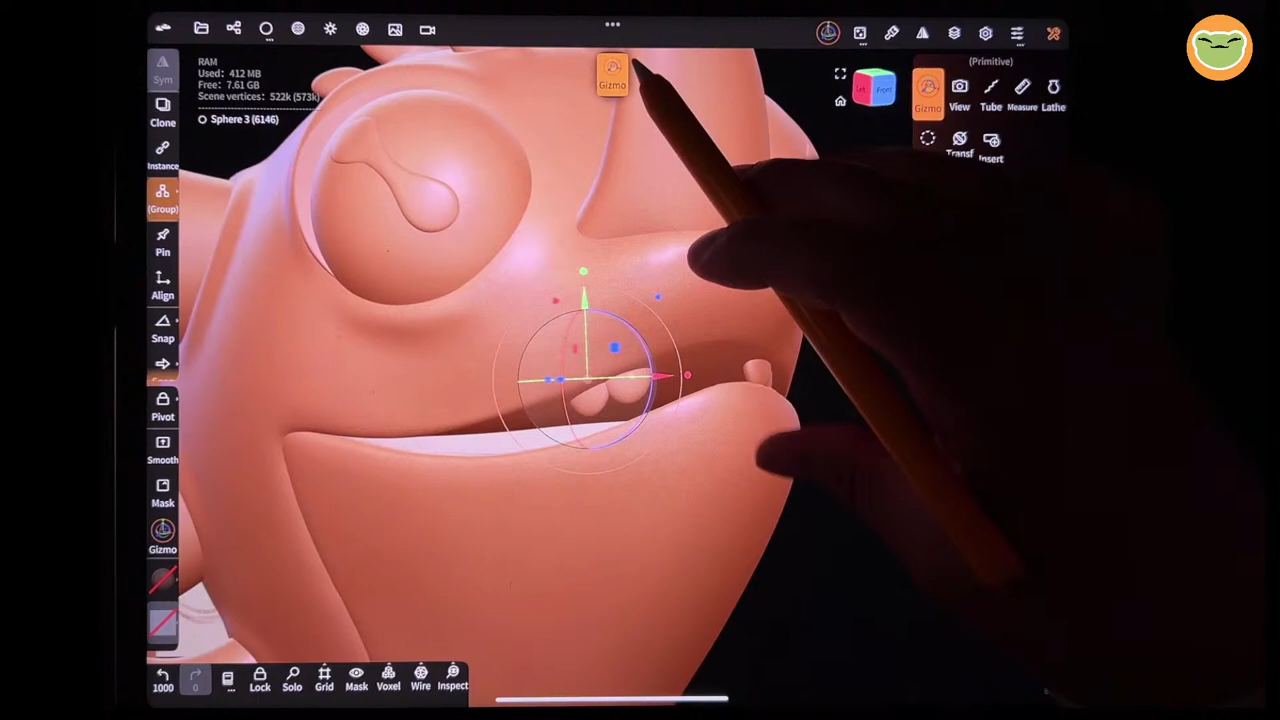 Sym
Clone
Instance
(Group)
Pin
Align
Snap
Pivot
Smooth
Mask
Gizmo
RAM
Used: 412 MB
Free: 7.61 GB
Scene vertices: 522k (573k)
Sphere 3 (6146)
Gizmo
Front
(Primitive)
Gizmo
View
Tube
Measure
Lathe
Transf
Insert
1000
0
Lock
Solo
Grid
Mask
Voxel
Wire
Inspect